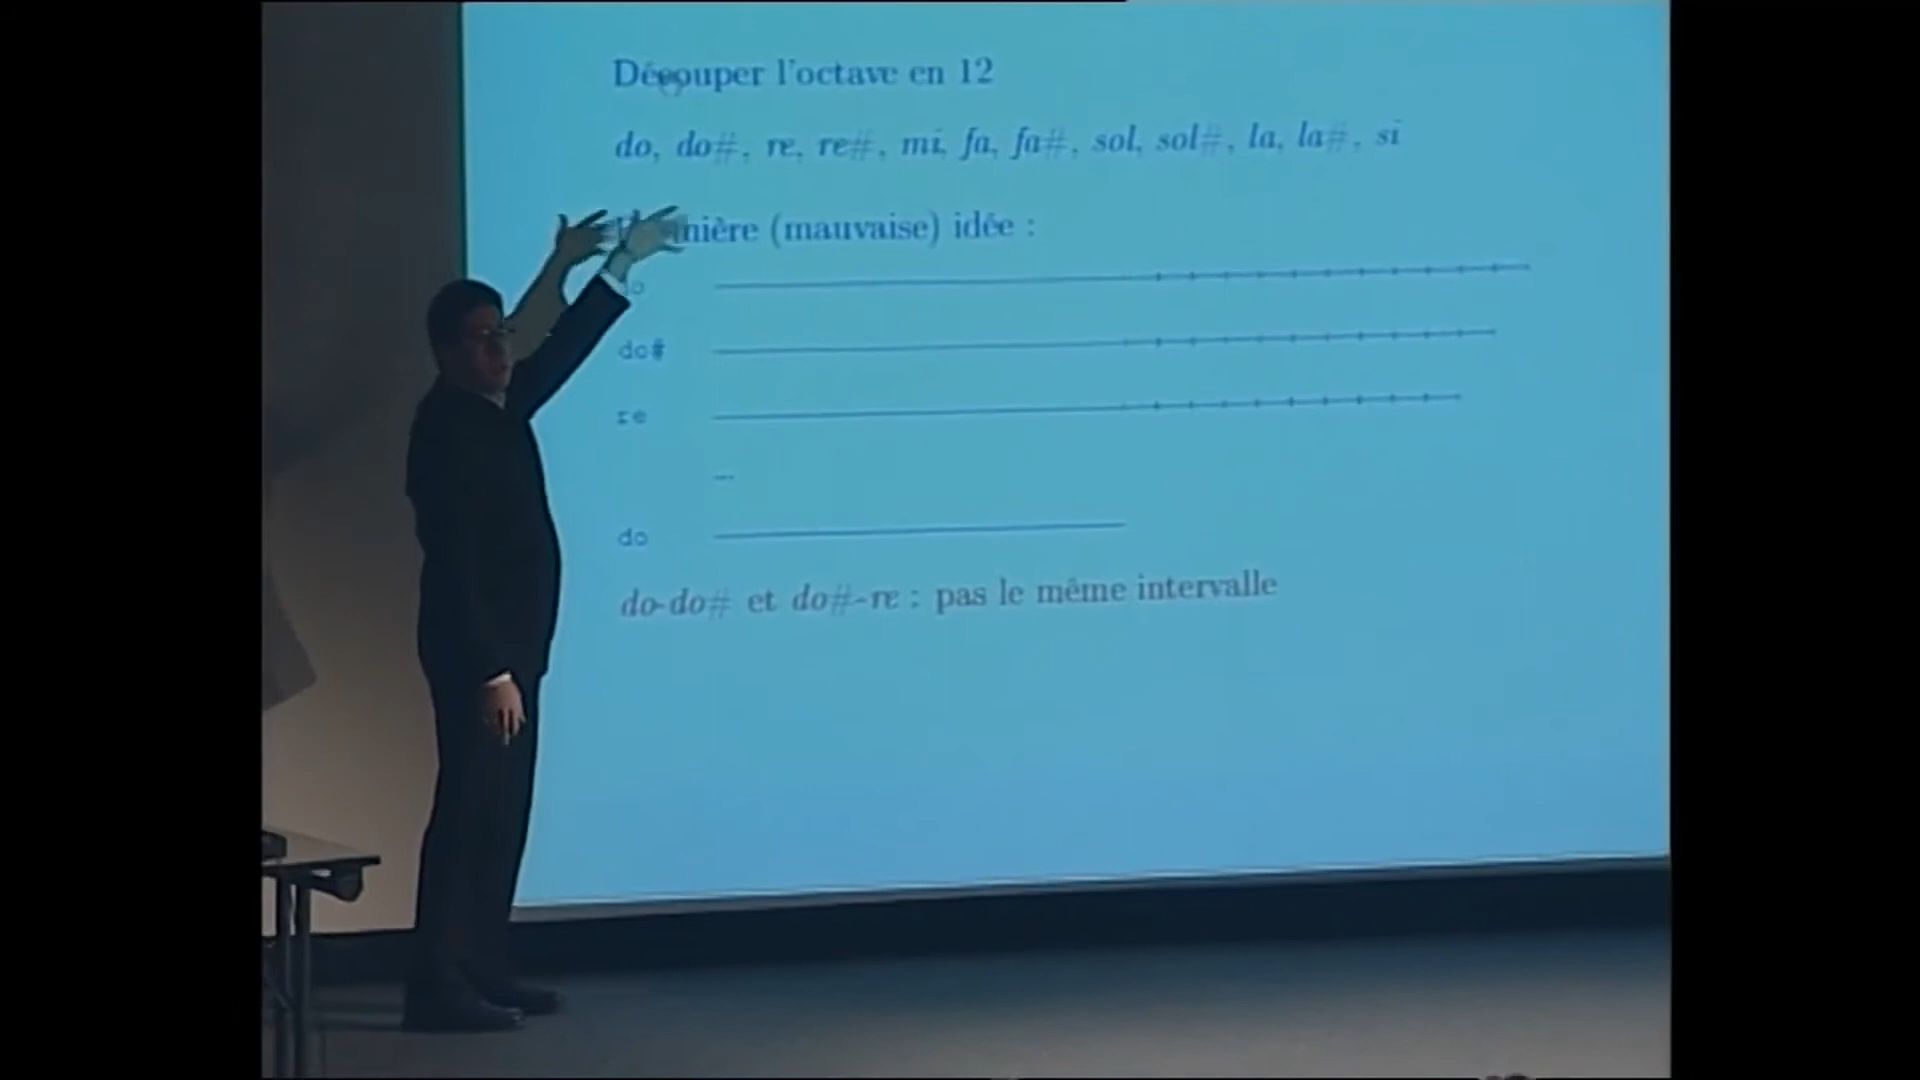 Découper l'octave en 12
do, do#, re, re#, mi, fa, fa#, sol, sol#, la, la#, si
(mauvaise) idée :
do#
re
...
do
do-do# et do#-re : pas le même intervalle